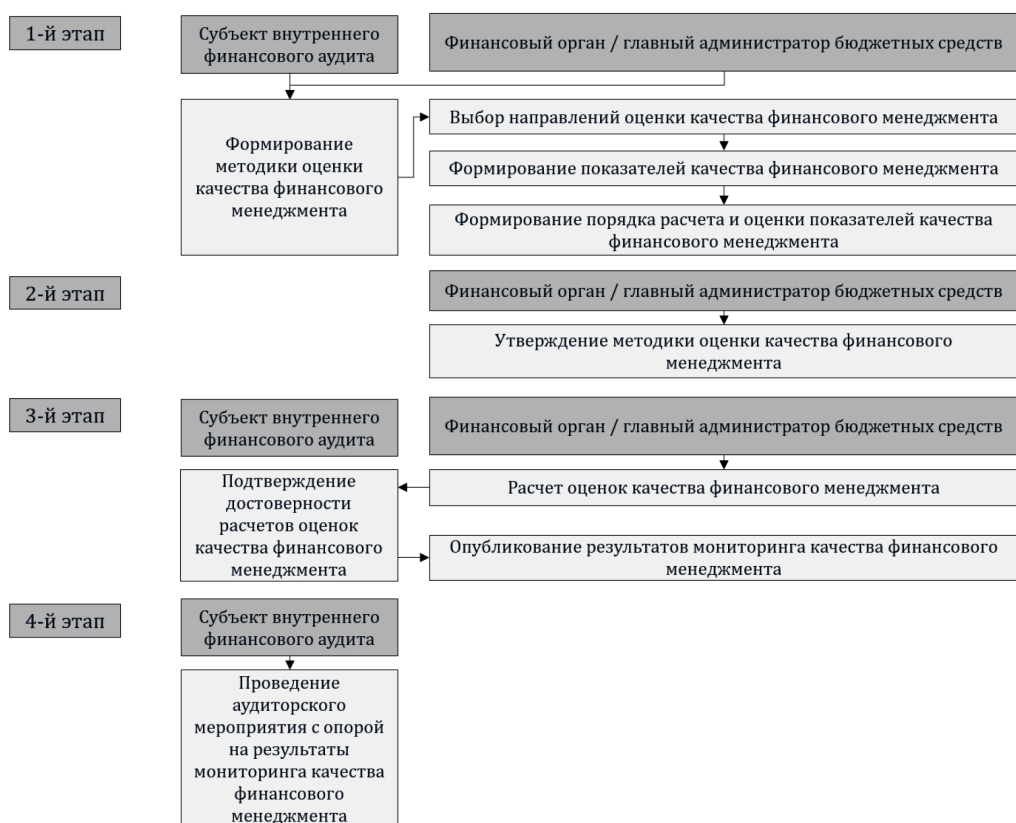 1-й этап
Субъект внутреннего
финансового аудита
Финансовый орган / главный администратор бюджетных средств
Формирование
методики оценки
качества финансового
менеджмента
Выбор направлений оценки качества финансового менеджмента
Формирование показателей качества финансового менеджмента
Формирование порядка расчета и оценки показателей качества
финансового менеджмента
2-й этап
Финансовый орган / главный администратор бюджетных средств
Утверждение методики оценки качества финансового
менеджмента
3-й этап
Субъект внутреннего
финансового аудита
Финансовый орган / главный администратор бюджетных средств
Подтверждение
достоверности
расчетов оценок
качества финансового
менеджмента
Расчет оценок качества финансового менеджмента
Опубликование результатов мониторинга качества финансового
менеджмента
4-й этап
Субъект внутреннего
финансового аудита
Проведение
аудиторского
мероприятия с опорой
на результаты
мониторинга качества
финансового
менеджмента